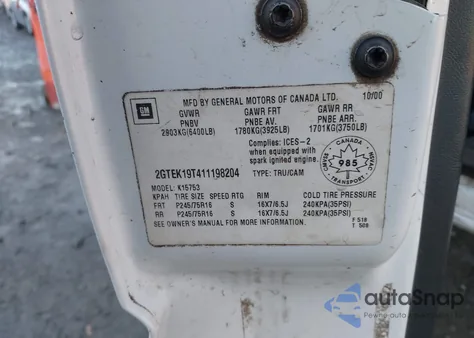 GM
MFD BY GENERAL MOTORS OF CANADA LTD. 10/00
GVWR GAWR FRT GAWR RR
PNBV PNBE AV. PNBE ARR.
2903KG(6400LB) 1780KG(3925LB) 1701KG(3750LB)
Complies: ICES-2
when equipped with
spark ignited engine.
CANADA
985
2GTEK19T411198204 TYPE: TRU/CAM
MODEL: K15753
KPAH TIRE SIZE SPEED RTG RIM COLD TIRE PRESSURE
FRT P245/75R16 S 16X7/6.5J 240KPA(35PSI)
RR P245/75R16 S 16X7/6.5J 240KPA(35PSI)
SEE OWNER'S MANUAL FOR MORE INFORMATION.
F 518
T 508
autoSnap